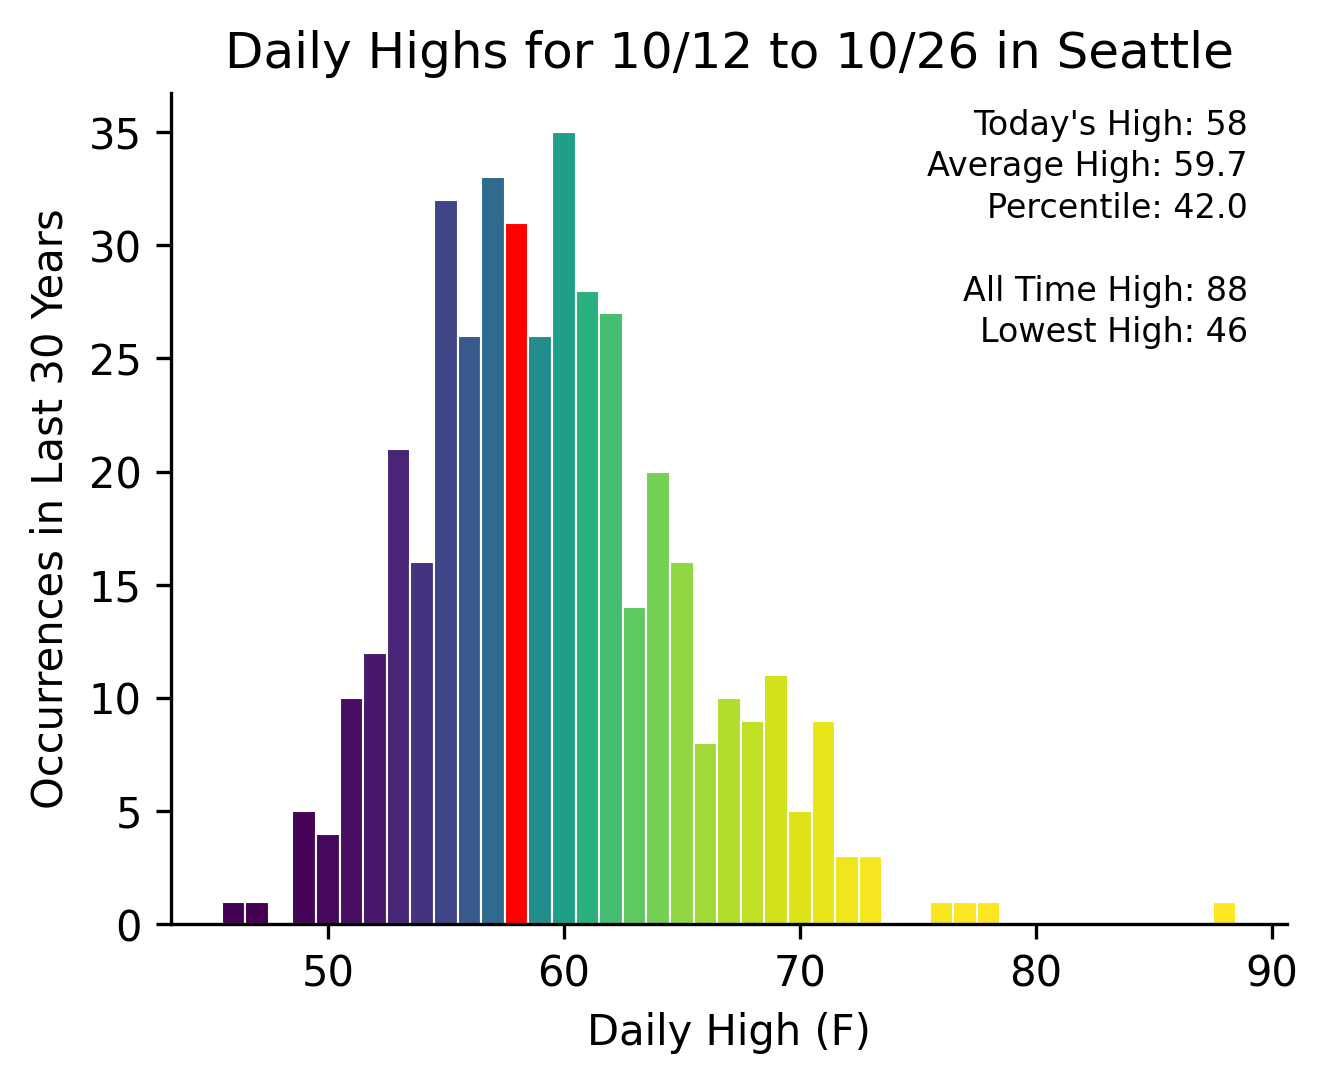 Daily Highs for 10/12 to 10/26 in Seattle
Today's High: 58
Average High: 59.7
Percentile: 42.0
All Time High: 88
Lowest High: 46
Occurrences in Last 30 Years
35
30
25
20
15
10
5
0
50 60 70 80 90
Daily High (F)